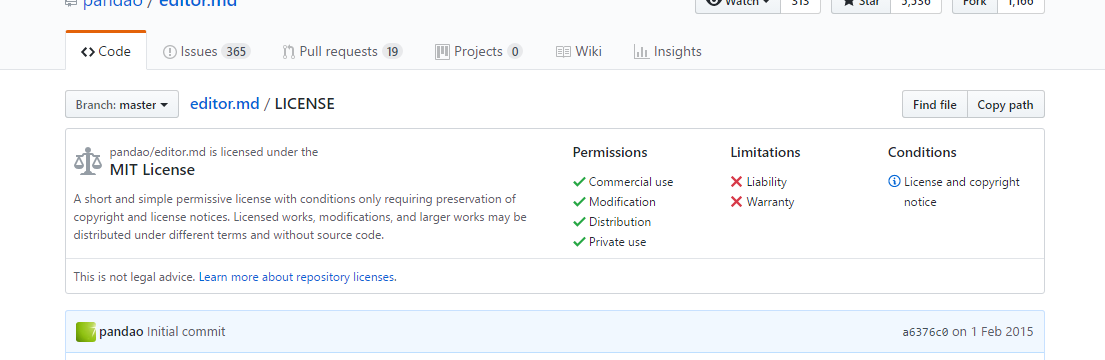 pandao / editor.md
Watch 313 Star 5,536 Fork 1,166
Code Issues 365 Pull requests 19 Projects 0 Wiki Insights
Branch: master editor.md / LICENSE Find file Copy path
pandao/editor.md is licensed under the
MIT License
A short and simple permissive license with conditions only requiring preservation of
copyright and license notices. Licensed works, modifications, and larger works may be
distributed under different terms and without source code.
Permissions
Commercial use
Modification
Distribution
Private use
Limitations
Liability
Warranty
Conditions
License and copyright
notice
This is not legal advice. Learn more about repository licenses.
pandao Initial commit a6376c0 on 1 Feb 2015